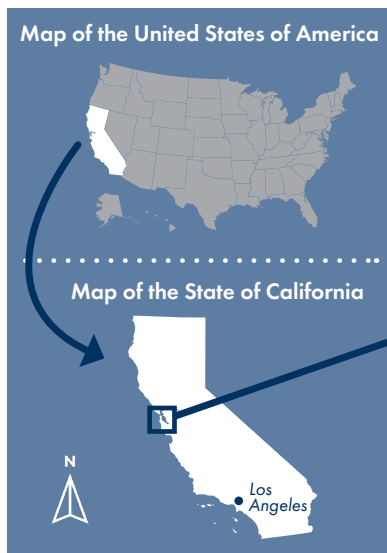 Map of the United States of America
Map of the State of California
N
Los
Angeles